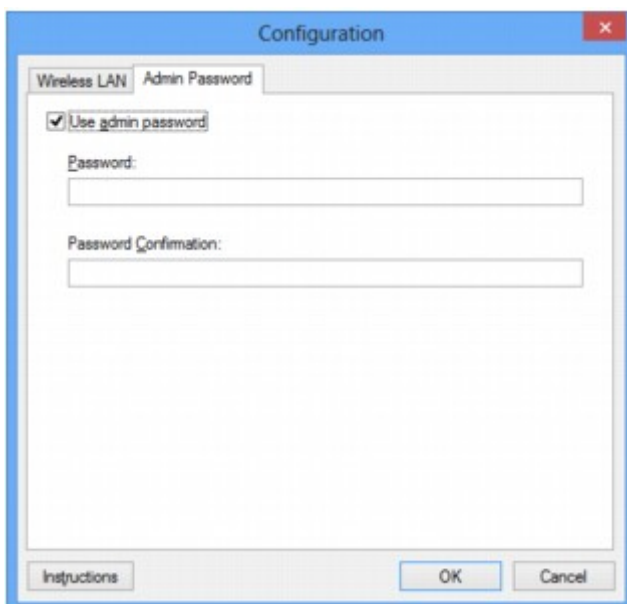 Configuration
Wireless LAN Admin Password
Use admin password
Password:
Password Confirmation:
Instructions OK Cancel